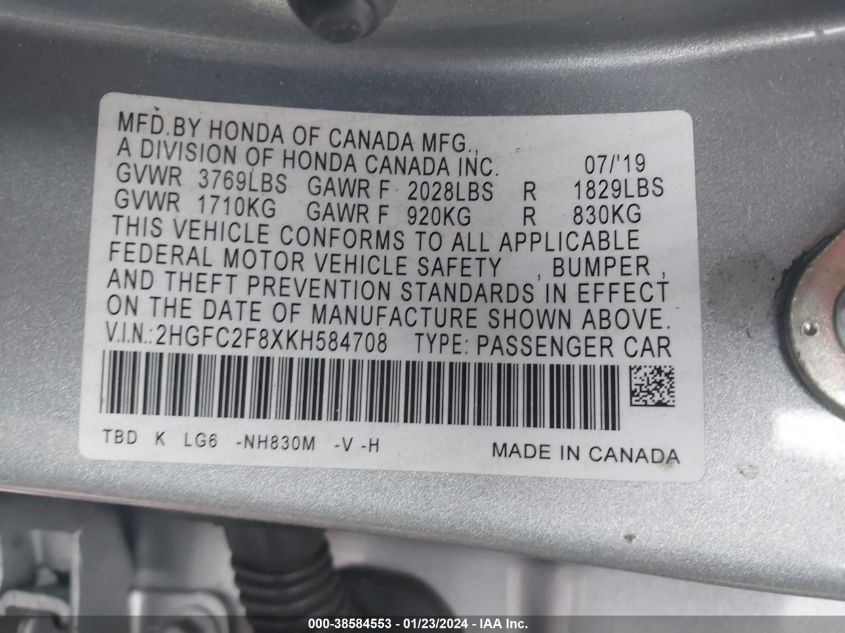 MFD.BY HONDA OF CANADA MFG.,
A DIVISION OF HONDA CANADA INC. 07/'19
GVWR 3769LBS GAWR F 2028LBS R 1829LBS
GVWR 1710KG GAWR F 920KG R 830KG
THIS VEHICLE CONFORMS TO ALL APPLICABLE
FEDERAL MOTOR VEHICLE SAFETY , BUMPER ,
AND THEFT PREVENTION STANDARDS IN EFFECT
ON THE DATE OF MANUFACTURE SHOWN ABOVE.
V.I.N.:2HGFC2F8XKH584708 TYPE: PASSENGER CAR
TBD K LG6 -NH830M -V -H MADE IN CANADA
000-38584553 — 01/23/2024 — IAA Inc.